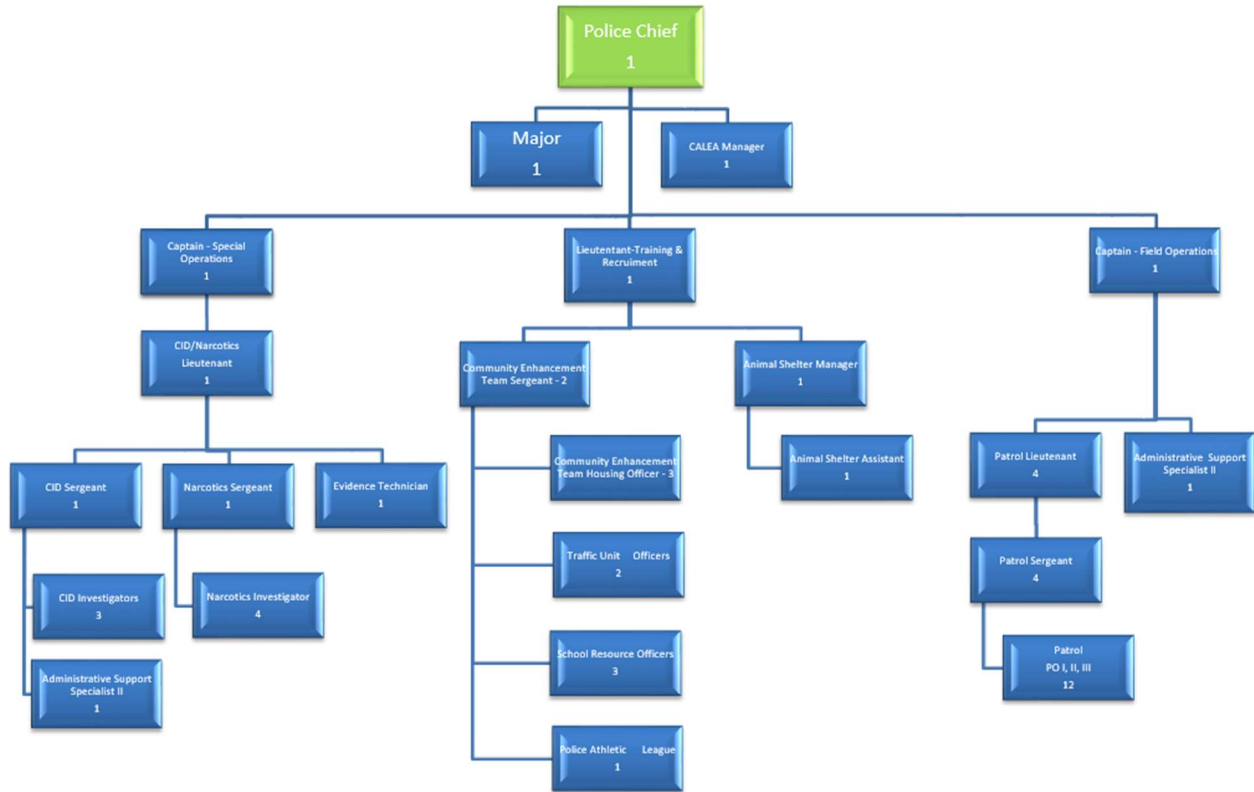 Police Chief
1
Major
1
CALEA Manager
1
Captain - Special
Operations
1
Lieutentant-Training &
Recruiment
1
Captain - Field Operations
1
CID/Narcotics
Lieutenant
1
Community Enhancement
Team Sergeant - 2
Animal Shelter Manager
1
CID Sergeant
1
Narcotics Sergeant
1
Evidence Technician
1
Community Enhancement
Team Housing Officer - 3
Animal Shelter Assistant
1
Patrol Lieutenant
4
Administrative Support
Specialist II
1
CID Investigators
3
Narcotics Investigator
4
Traffic Unit Officers
2
Patrol Sergeant
4
Administrative Support
Specialist II
1
School Resource Officers
3
Patrol
PO I, II, III
12
Police Athletic League
1